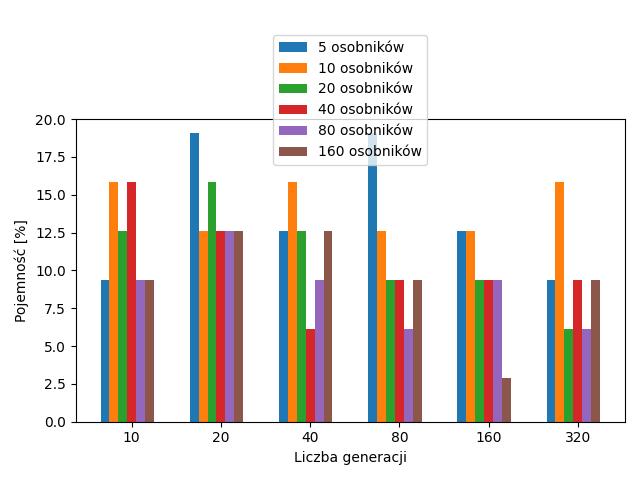 5 osobników
10 osobników
20 osobników
40 osobników
80 osobników
160 osobników
20.0
17.5
15.0
12.5
10.0
7.5
5.0
2.5
0.0
Pojemność [%]
10 20 40 80 160 320
Liczba generacji